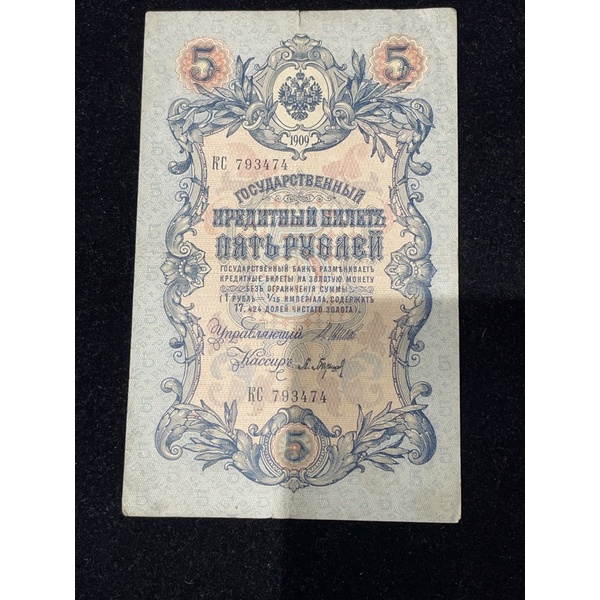 5 5
1909
КС 793474
ГОСУДАРСТВЕННЫЙ
КРЕДИТНЫЙ БИЛЕТЪ
ПЯТЬ РУБЛЕЙ
ГОСУДАРСТВЕННЫЙ БАНКЪ РАЗМѢНИВАЕТЪ
КРЕДИТНЫЕ БИЛЕТЫ НА ЗОЛОТУЮ МОНЕТУ
БЕЗЪ ОГРАНИЧЕНІЯ СУММЫ
(1 РУБЛЬ = 1/15 ИМПЕРІАЛА, СОДЕРЖИТЪ
17,424 ДОЛЕЙ ЧИСТАГО ЗОЛОТА).
Управляющій
Кассиръ
КС 793474
5